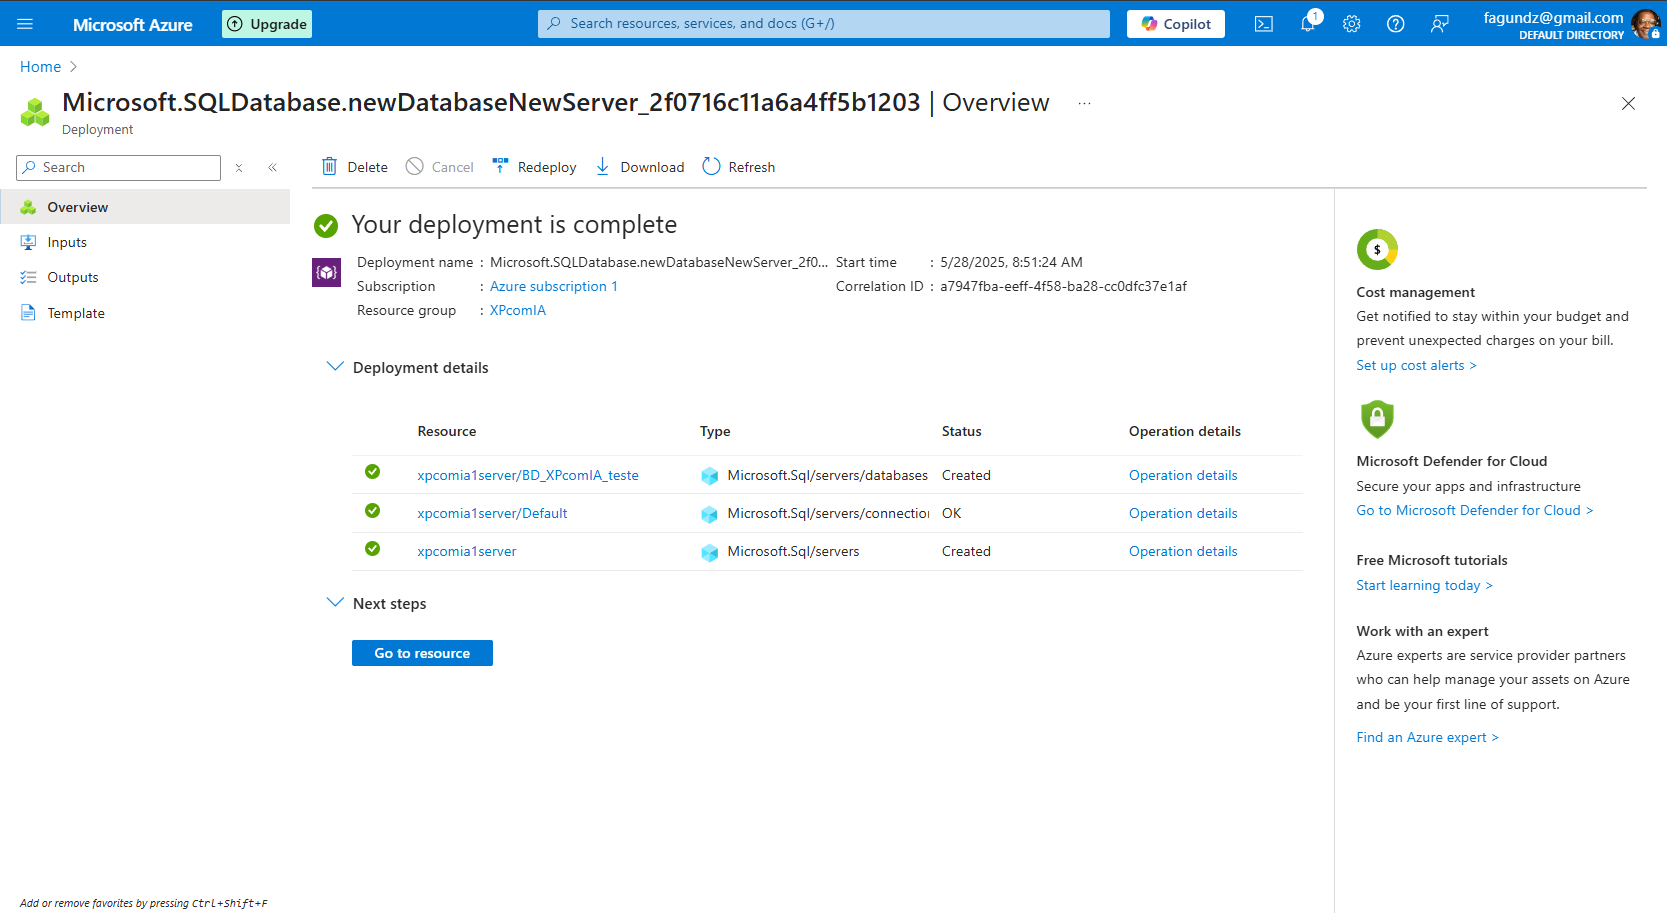 Microsoft Azure
Upgrade
Search resources, services, and docs (G+/)
Copilot
1
fagundz@gmail.com
DEFAULT DIRECTORY
Home
Microsoft.SQLDatabase.newDatabaseNewServer_2f0716c11a6a4ff5b1203 | Overview ...
Deployment
Search
Delete
Cancel
Redeploy
Download
Refresh
Overview
Inputs
Outputs
Template
Your deployment is complete
Deployment name : Microsoft.SQLDatabase.newDatabaseNewServer_2f0...
Subscription : Azure subscription 1
Resource group : XPcomIA
Start time : 5/28/2025, 8:51:24 AM
Correlation ID : a7947fba-eeff-4f58-ba28-cc0dfc37e1af
Deployment details
Resource Type Status Operation details
xpcomia1server/BD_XPcomIA_teste Microsoft.Sql/servers/databases Created Operation details
xpcomia1server/Default Microsoft.Sql/servers/connection OK Operation details
xpcomia1server Microsoft.Sql/servers Created Operation details
Next steps
Go to resource
$
Cost management
Get notified to stay within your budget and
prevent unexpected charges on your bill.
Set up cost alerts >
Microsoft Defender for Cloud
Secure your apps and infrastructure
Go to Microsoft Defender for Cloud >
Free Microsoft tutorials
Start learning today >
Work with an expert
Azure experts are service provider partners
who can help manage your assets on Azure
and be your first line of support.
Find an Azure expert >
Add or remove favorites by pressing Ctrl+Shift+F